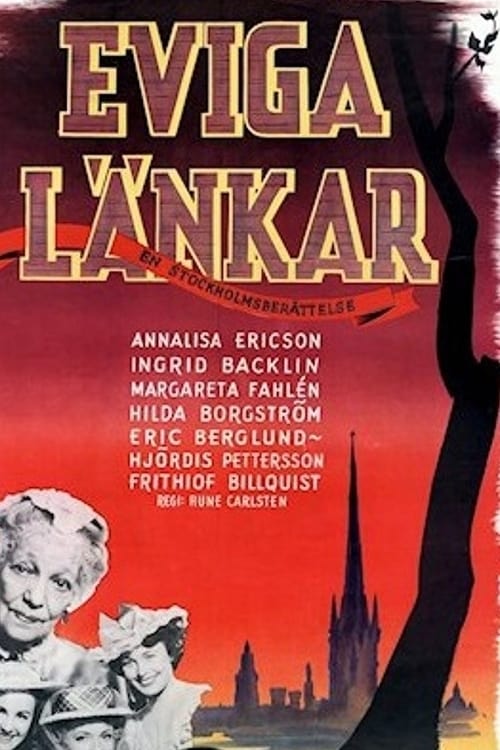 EVIGA
LÄNKAR
EN STOCKHOLMSBERÄTTELSE
ANNALISA ERICSON
INGRID BACKLIN
MARGARETA FAHLÉN
HILDA BORGSTRÖM
ERIC BERGLUND~
HJÖRDIS PETTERSSON
FRITHIOF BILLQUIST
REGI: RUNE CARLSTEN